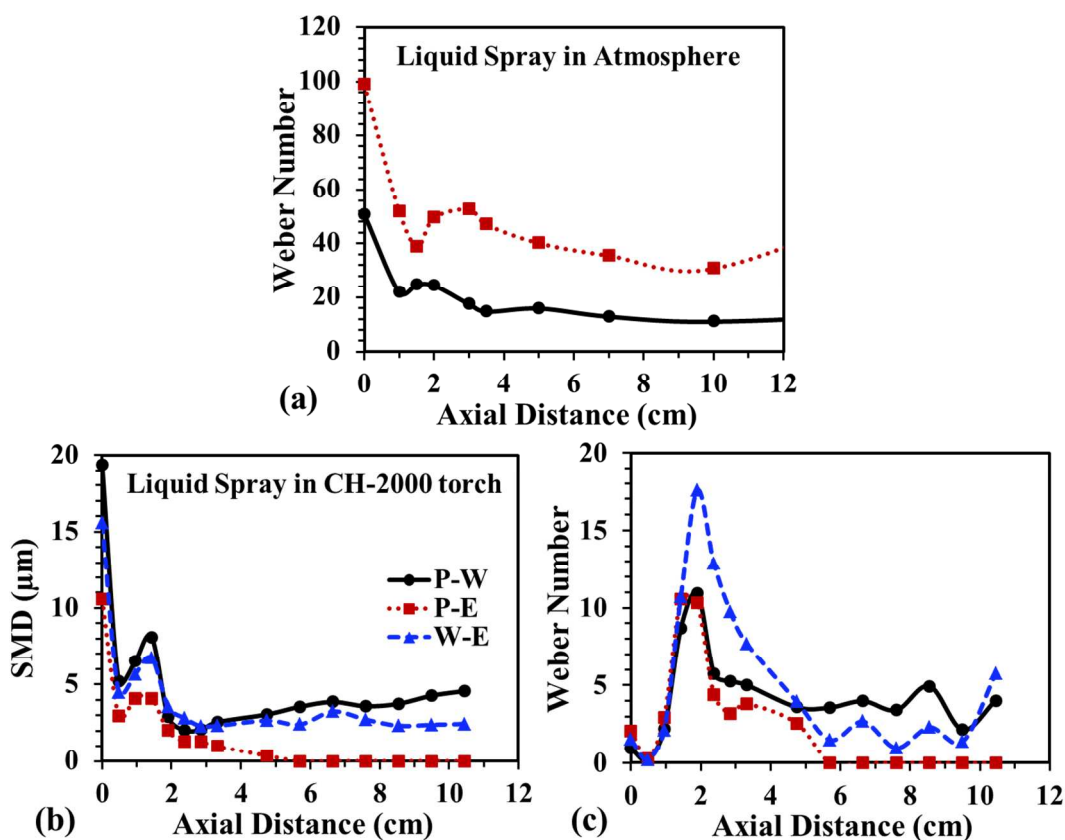 Liquid Spray in Atmosphere
Weber Number
120
100
80
60
40
20
0
0 2 4 6 8 10 12
(a) Axial Distance (cm)
Liquid Spray in CH-2000 torch
SMD (µm)
20
15
10
5
0
P-W
P-E
W-E
0 2 4 6 8 10 12
(b) Axial Distance (cm)
Weber Number
20
15
10
5
0
0 2 4 6 8 10 12
(c) Axial Distance (cm)